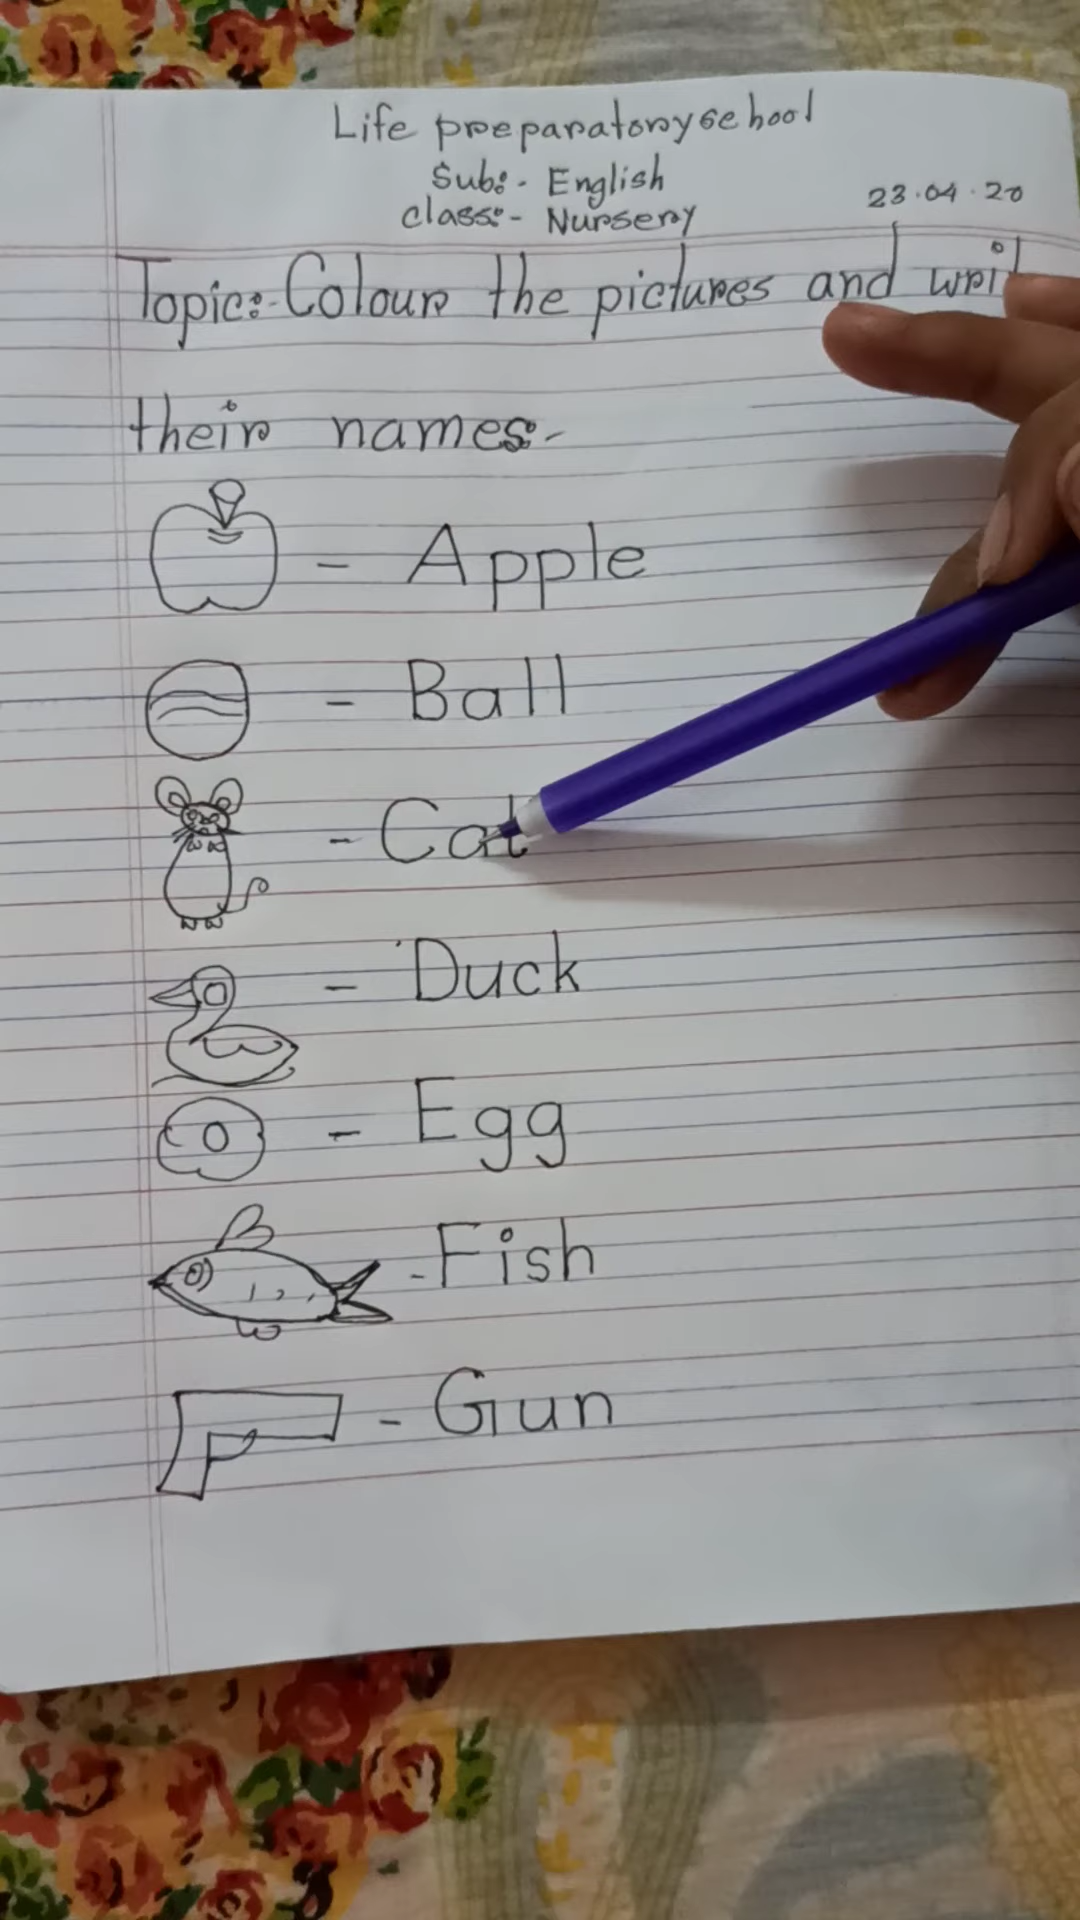 Life preparatory school
Sub:- English
class:- Nursery
23.04.20
Topic:- Colour the pictures and
their names:-
- Apple
- Ball
- Cat
- Duck
- Egg
- Fish
- Gun